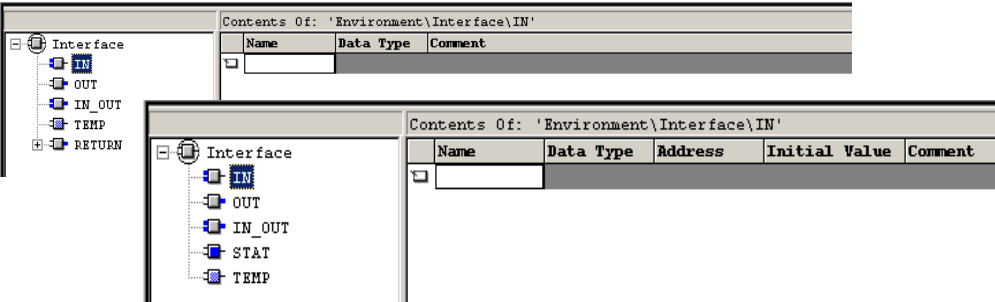 Contents Of: 'Environment\Interface\IN'
Interface
Name Data Type Comment
IN
OUT
IN_OUT
TEMP
RETURN
Contents Of: 'Environment\Interface\IN'
Interface
Name Data Type Address Initial Value Comment
IN
OUT
IN_OUT
STAT
TEMP